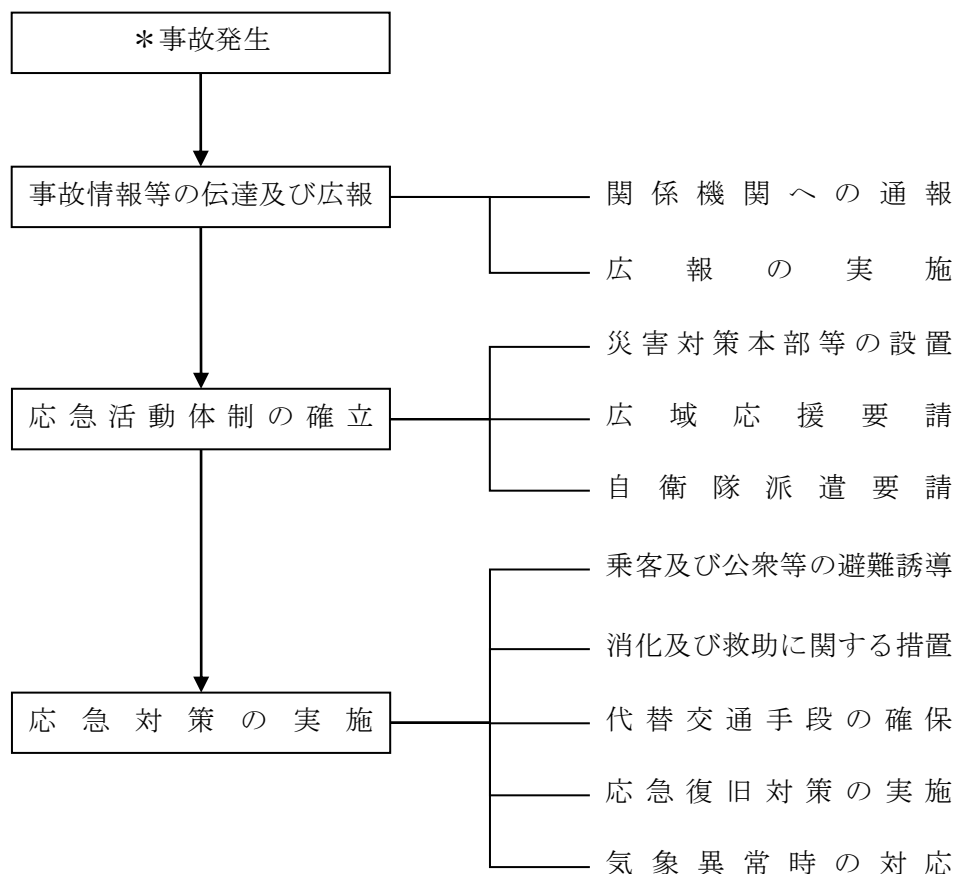 ＊事故発生
事故情報等の伝達及び広報
関係機関への通報
広報の実施
災害対策本部等の設置
応急活動体制の確立
広域応援要請
自衛隊派遣要請
乗客及び公衆等の避難誘導
消化及び救助に関する措置
応急対策の実施
代替交通手段の確保
応急復旧対策の実施
気象異常時の対応